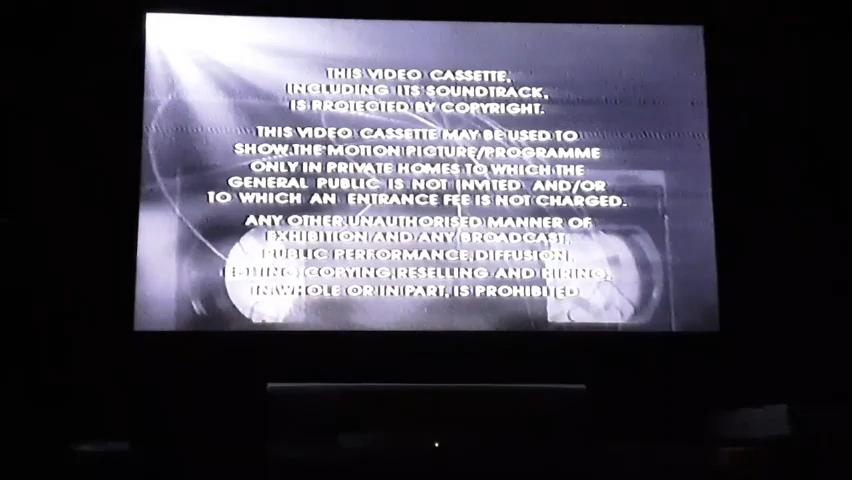 THIS VIDEO CASSETTE,
INCLUDING ITS SOUNDTRACK,
IS PROTECTED BY COPYRIGHT.
THIS VIDEO CASSETTE MAY BE USED TO
SHOW THE MOTION PICTURE/PROGRAMME
ONLY IN PRIVATE HOMES TO WHICH THE
GENERAL PUBLIC IS NOT INVITED AND/OR
TO WHICH AN ENTRANCE FEE IS NOT CHARGED.
ANY OTHER UNAUTHORISED MANNER OF
EXHIBITION AND ANY BROADCAST,
PUBLIC PERFORMANCE, DIFFUSION,
EDITING, COPYING, RESELLING AND HIRING,
IN WHOLE OR IN PART, IS PROHIBITED